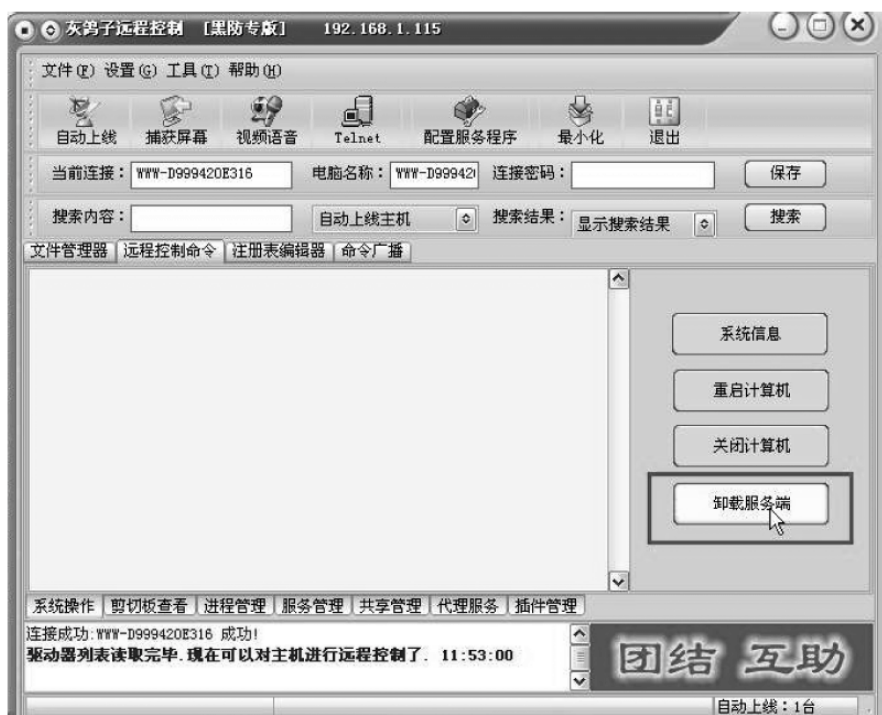 灰鸽子远程控制 [黑防专版] 192.168.1.115
文件(F) 设置(G) 工具(T) 帮助(H)
自动上线 捕获屏幕 视频语音 Telnet 配置服务程序 最小化 退出
当前连接： WWW-D999420E316 电脑名称： WWW-D99942 连接密码： 保存
搜索内容： 自动上线主机 搜索结果： 显示搜索结果 搜索
文件管理器 远程控制命令 注册表编辑器 命令广播
系统信息
重启计算机
关闭计算机
卸载服务端
系统操作 剪切板查看 进程管理 服务管理 共享管理 代理服务 插件管理
连接成功:WWW-D999420E316 成功!
驱动器列表读取完毕.现在可以对主机进行远程控制了. 11:53:00
团结 互助
自动上线：1台